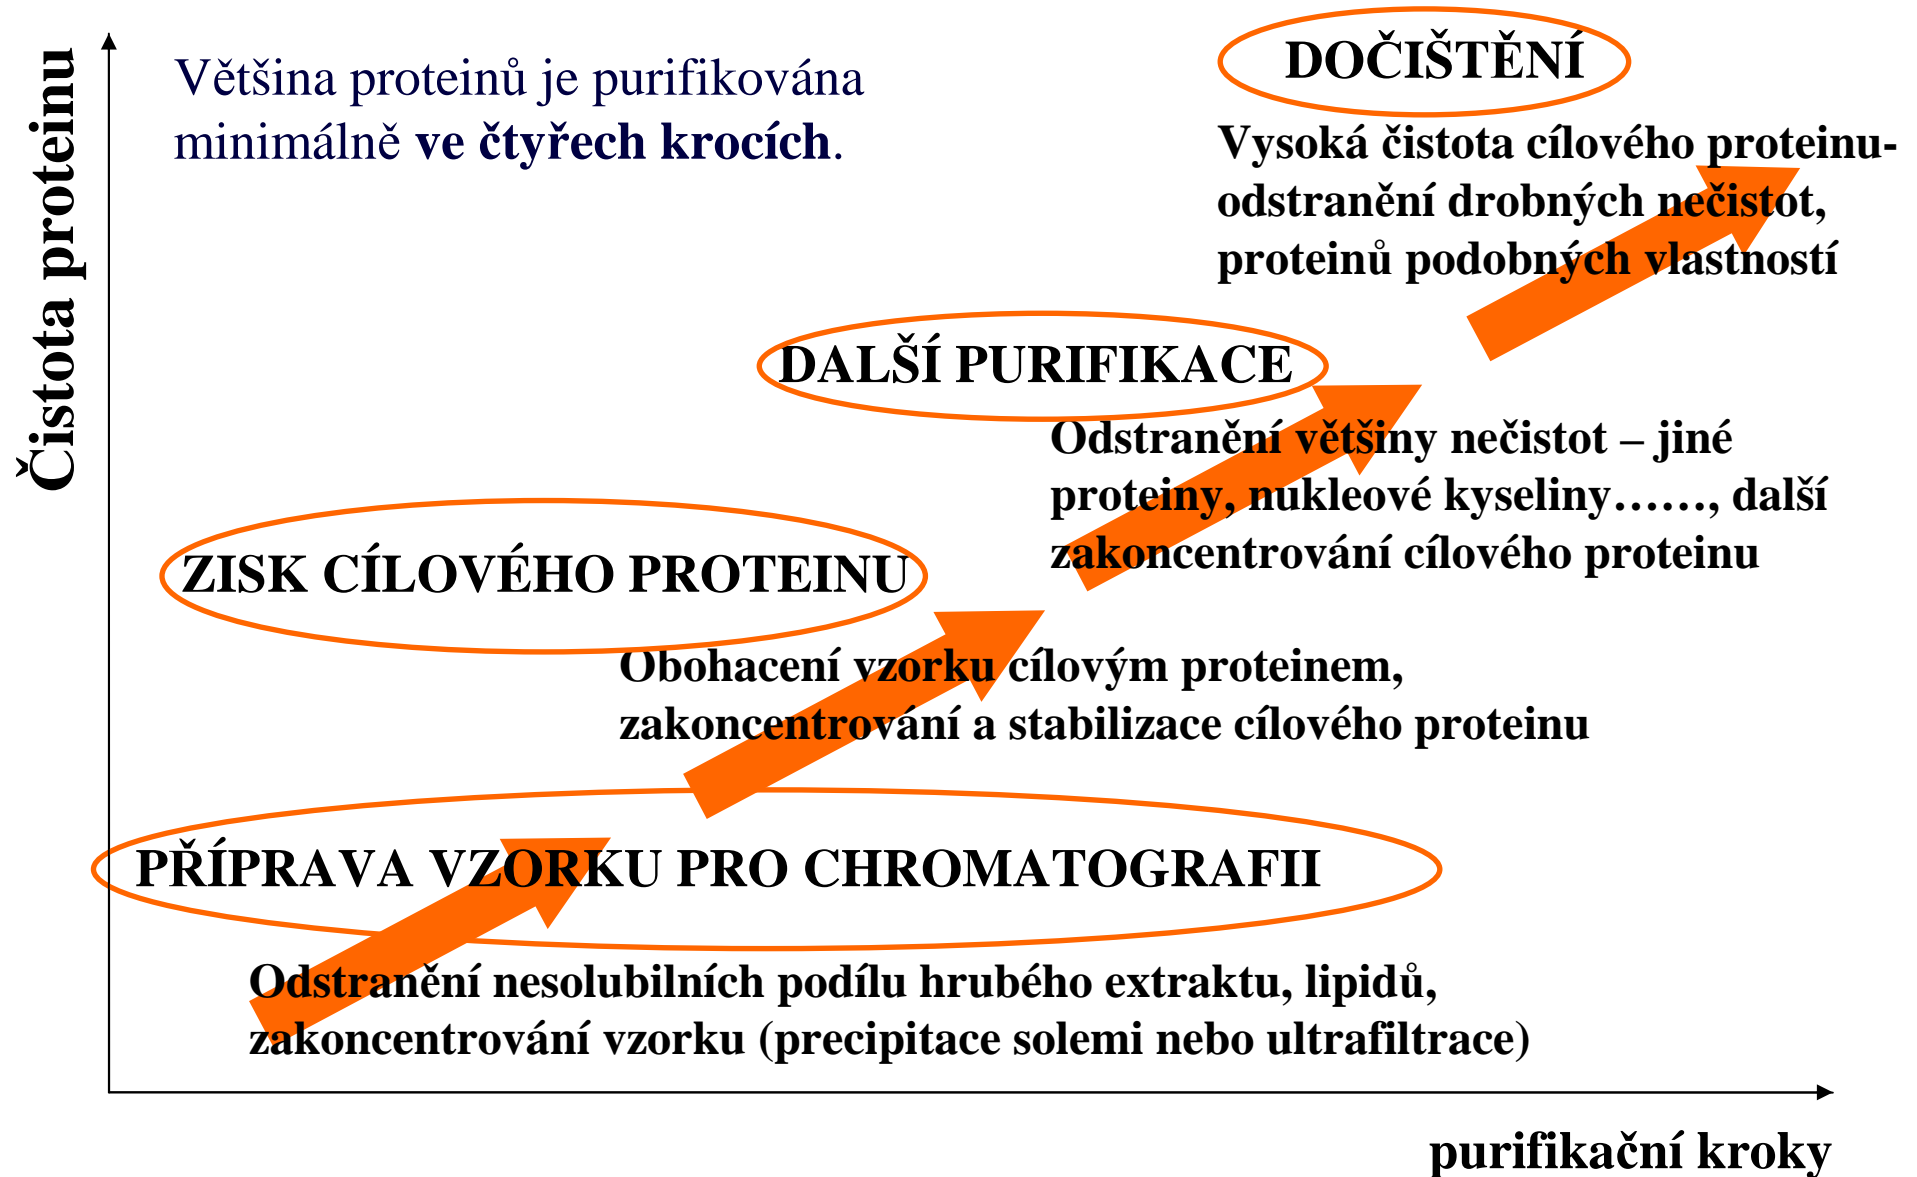 Čistota proteinu
Většina proteinů je purifikována
minimálně ve čtyřech krocích.
DOČIŠTĚNÍ
Vysoká čistota cílového proteinu-
odstranění drobných nečistot,
proteinů podobných vlastností
DALŠÍ PURIFIKACE
Odstranění většiny nečistot – jiné
proteiny, nukleové kyseliny……, další
zakoncentrování cílového proteinu
ZISK CÍLOVÉHO PROTEINU
Obohacení vzorku cílovým proteinem,
zakoncentrování a stabilizace cílového proteinu
PŘÍPRAVA VZORKU PRO CHROMATOGRAFII
Odstranění nesolubilních podílu hrubého extraktu, lipidů,
zakoncentrování vzorku (precipitace solemi nebo ultrafiltrace)
purifikační kroky